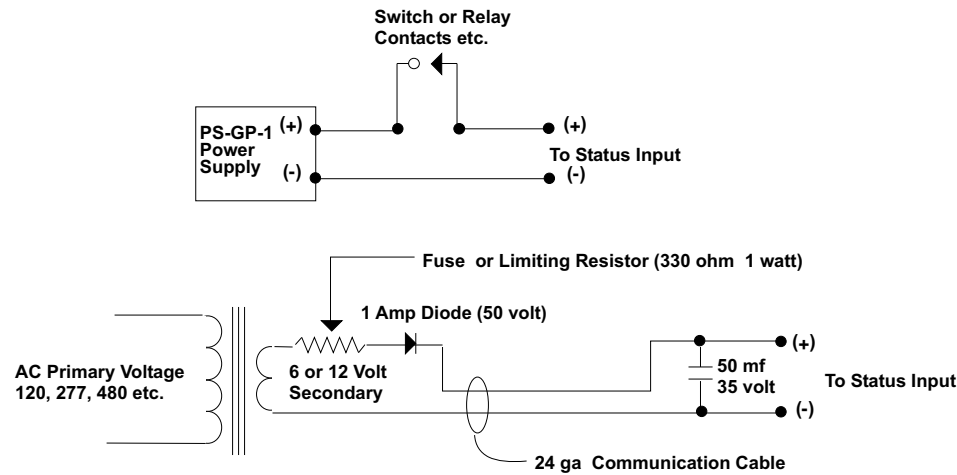 Switch or Relay
Contacts etc.
PS-GP-1
Power
Supply
(+)
(-)
(+)
To Status Input
(-)
Fuse or Limiting Resistor (330 ohm 1 watt)
1 Amp Diode (50 volt)
AC Primary Voltage
120, 277, 480 etc.
6 or 12 Volt
Secondary
50 mf
35 volt
(+)
To Status Input
(-)
24 ga Communication Cable